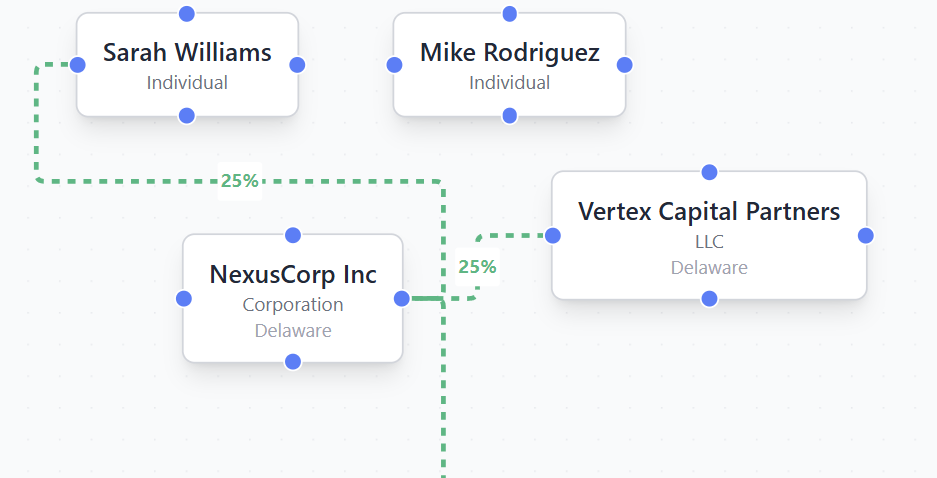 Sarah Williams
Individual
Mike Rodriguez
Individual
25%
Vertex Capital Partners
LLC
Delaware
25%
NexusCorp Inc
Corporation
Delaware